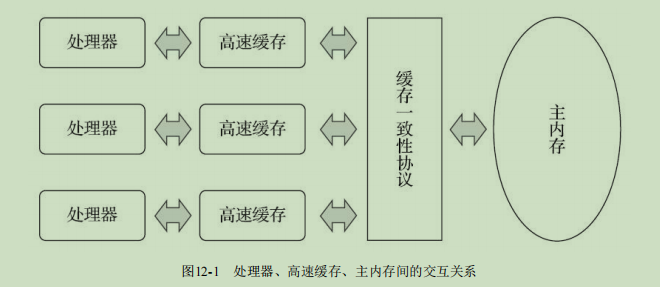 处理器
高速缓存
处理器
高速缓存
处理器
高速缓存
缓存一致性协议
主内存
图12-1 处理器、高速缓存、主内存间的交互关系